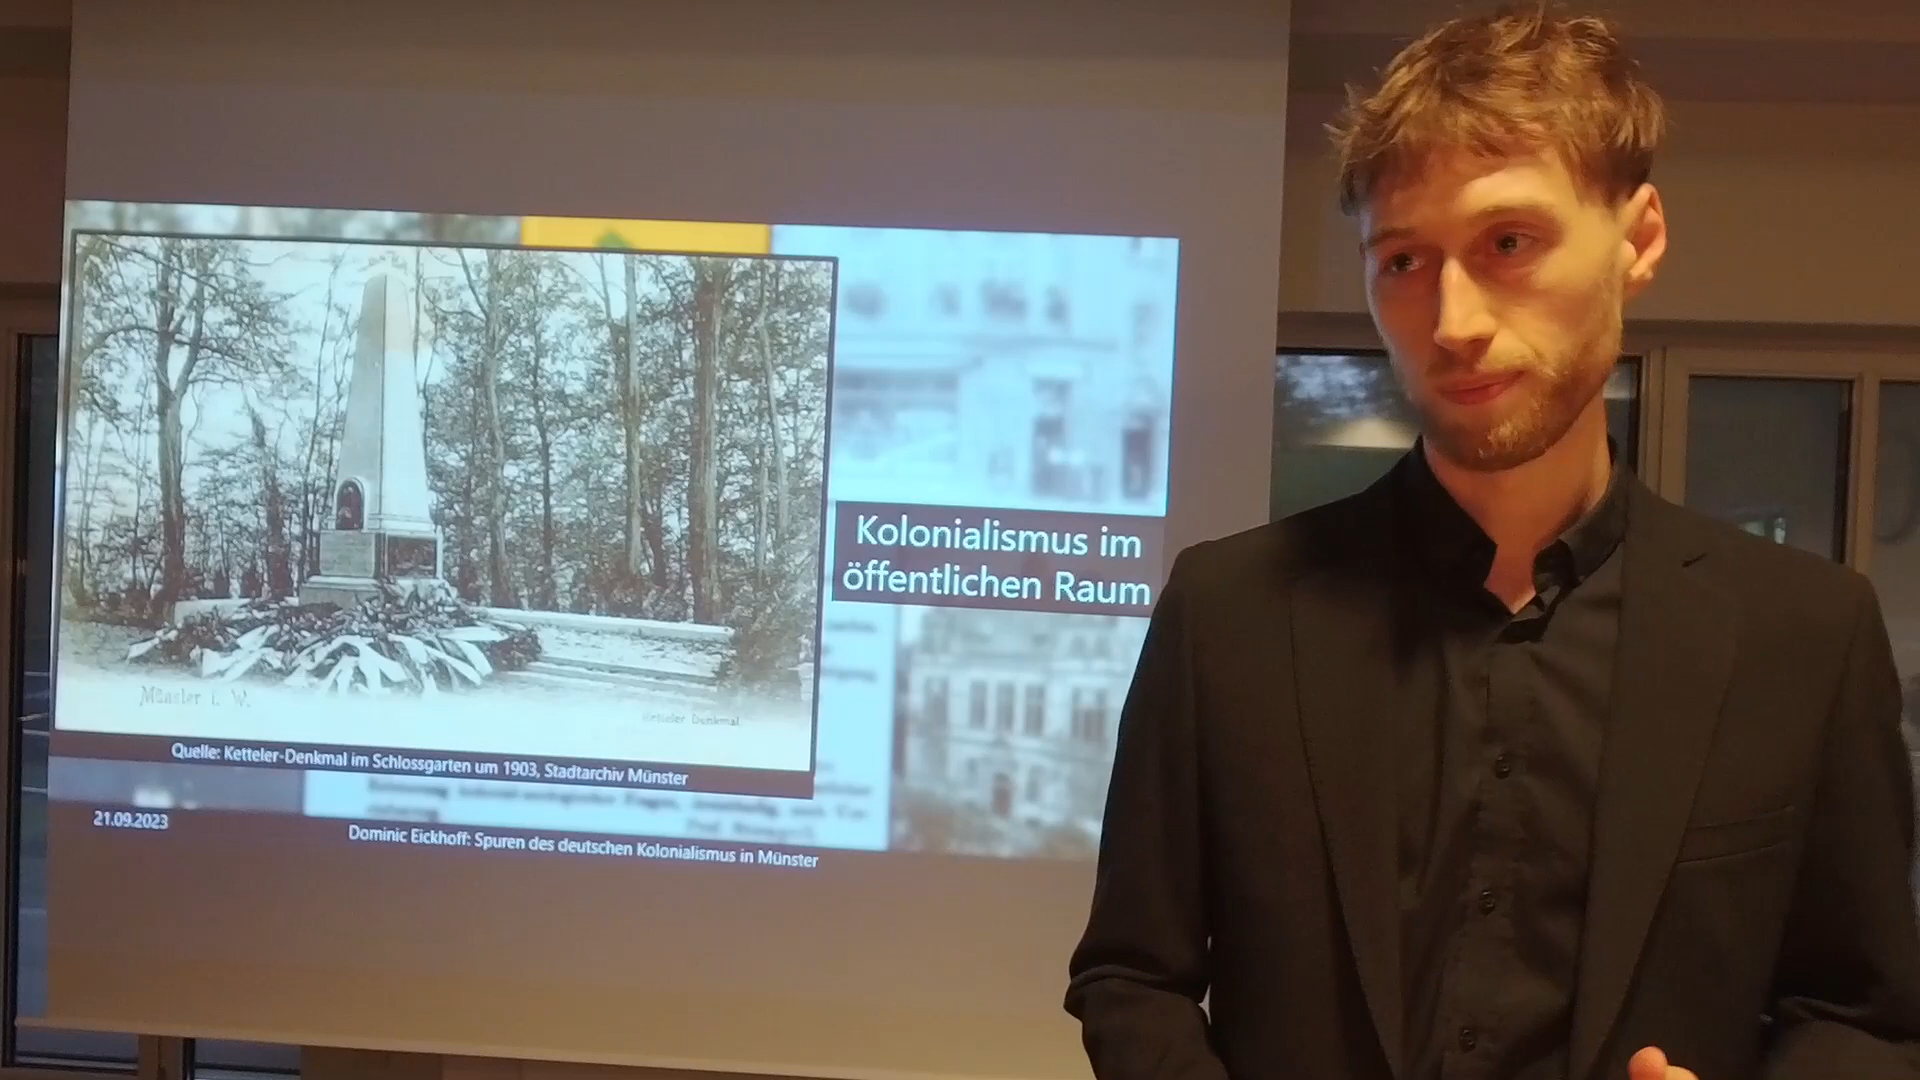 Kolonialismus im
öffentlichen Raum
Münster i. W.
Ketteler Denkmal
Quelle: Ketteler-Denkmal im Schlossgarten um 1903, Stadtarchiv Münster
21.09.2023
Dominic Eickhoff: Spuren des deutschen Kolonialismus in Münster